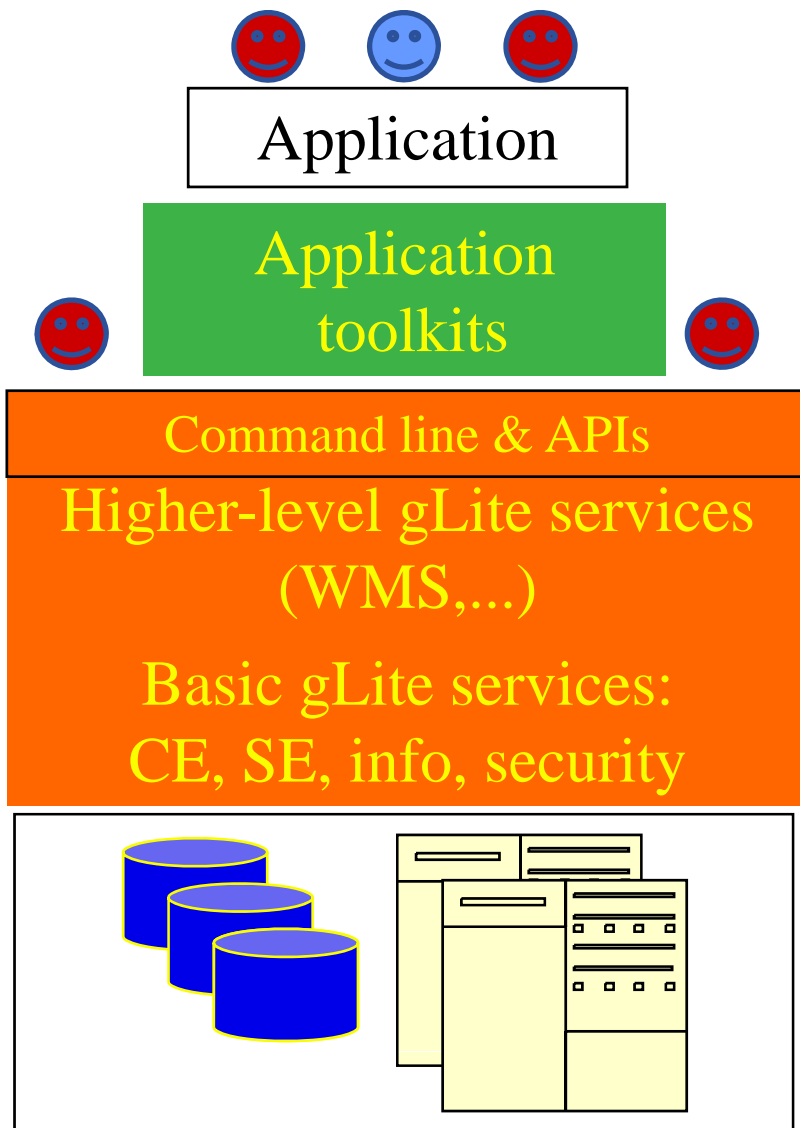 Application
Application
toolkits
Command line & APIs
Higher-level gLite services
(WMS,...)
Basic gLite services:
CE, SE, info, security